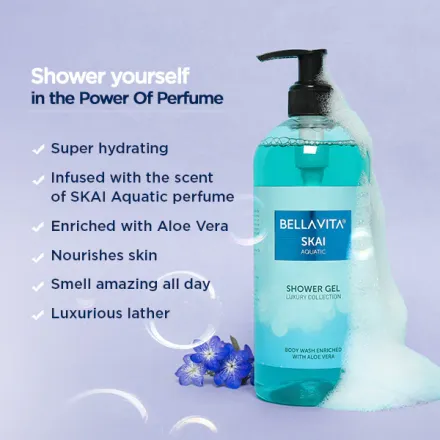 Shower yourself
in the Power Of Perfume
Super hydrating
Infused with the scent
of SKAI Aquatic perfume
Enriched with Aloe Vera
Nourishes skin
Smell amazing all day
Luxurious lather
BELLAVITA®
SKAI
AQUATIC
SHOWER GEL
LUXURY COLLECTION
BODY WASH ENRICHED
WITH ALOE VERA